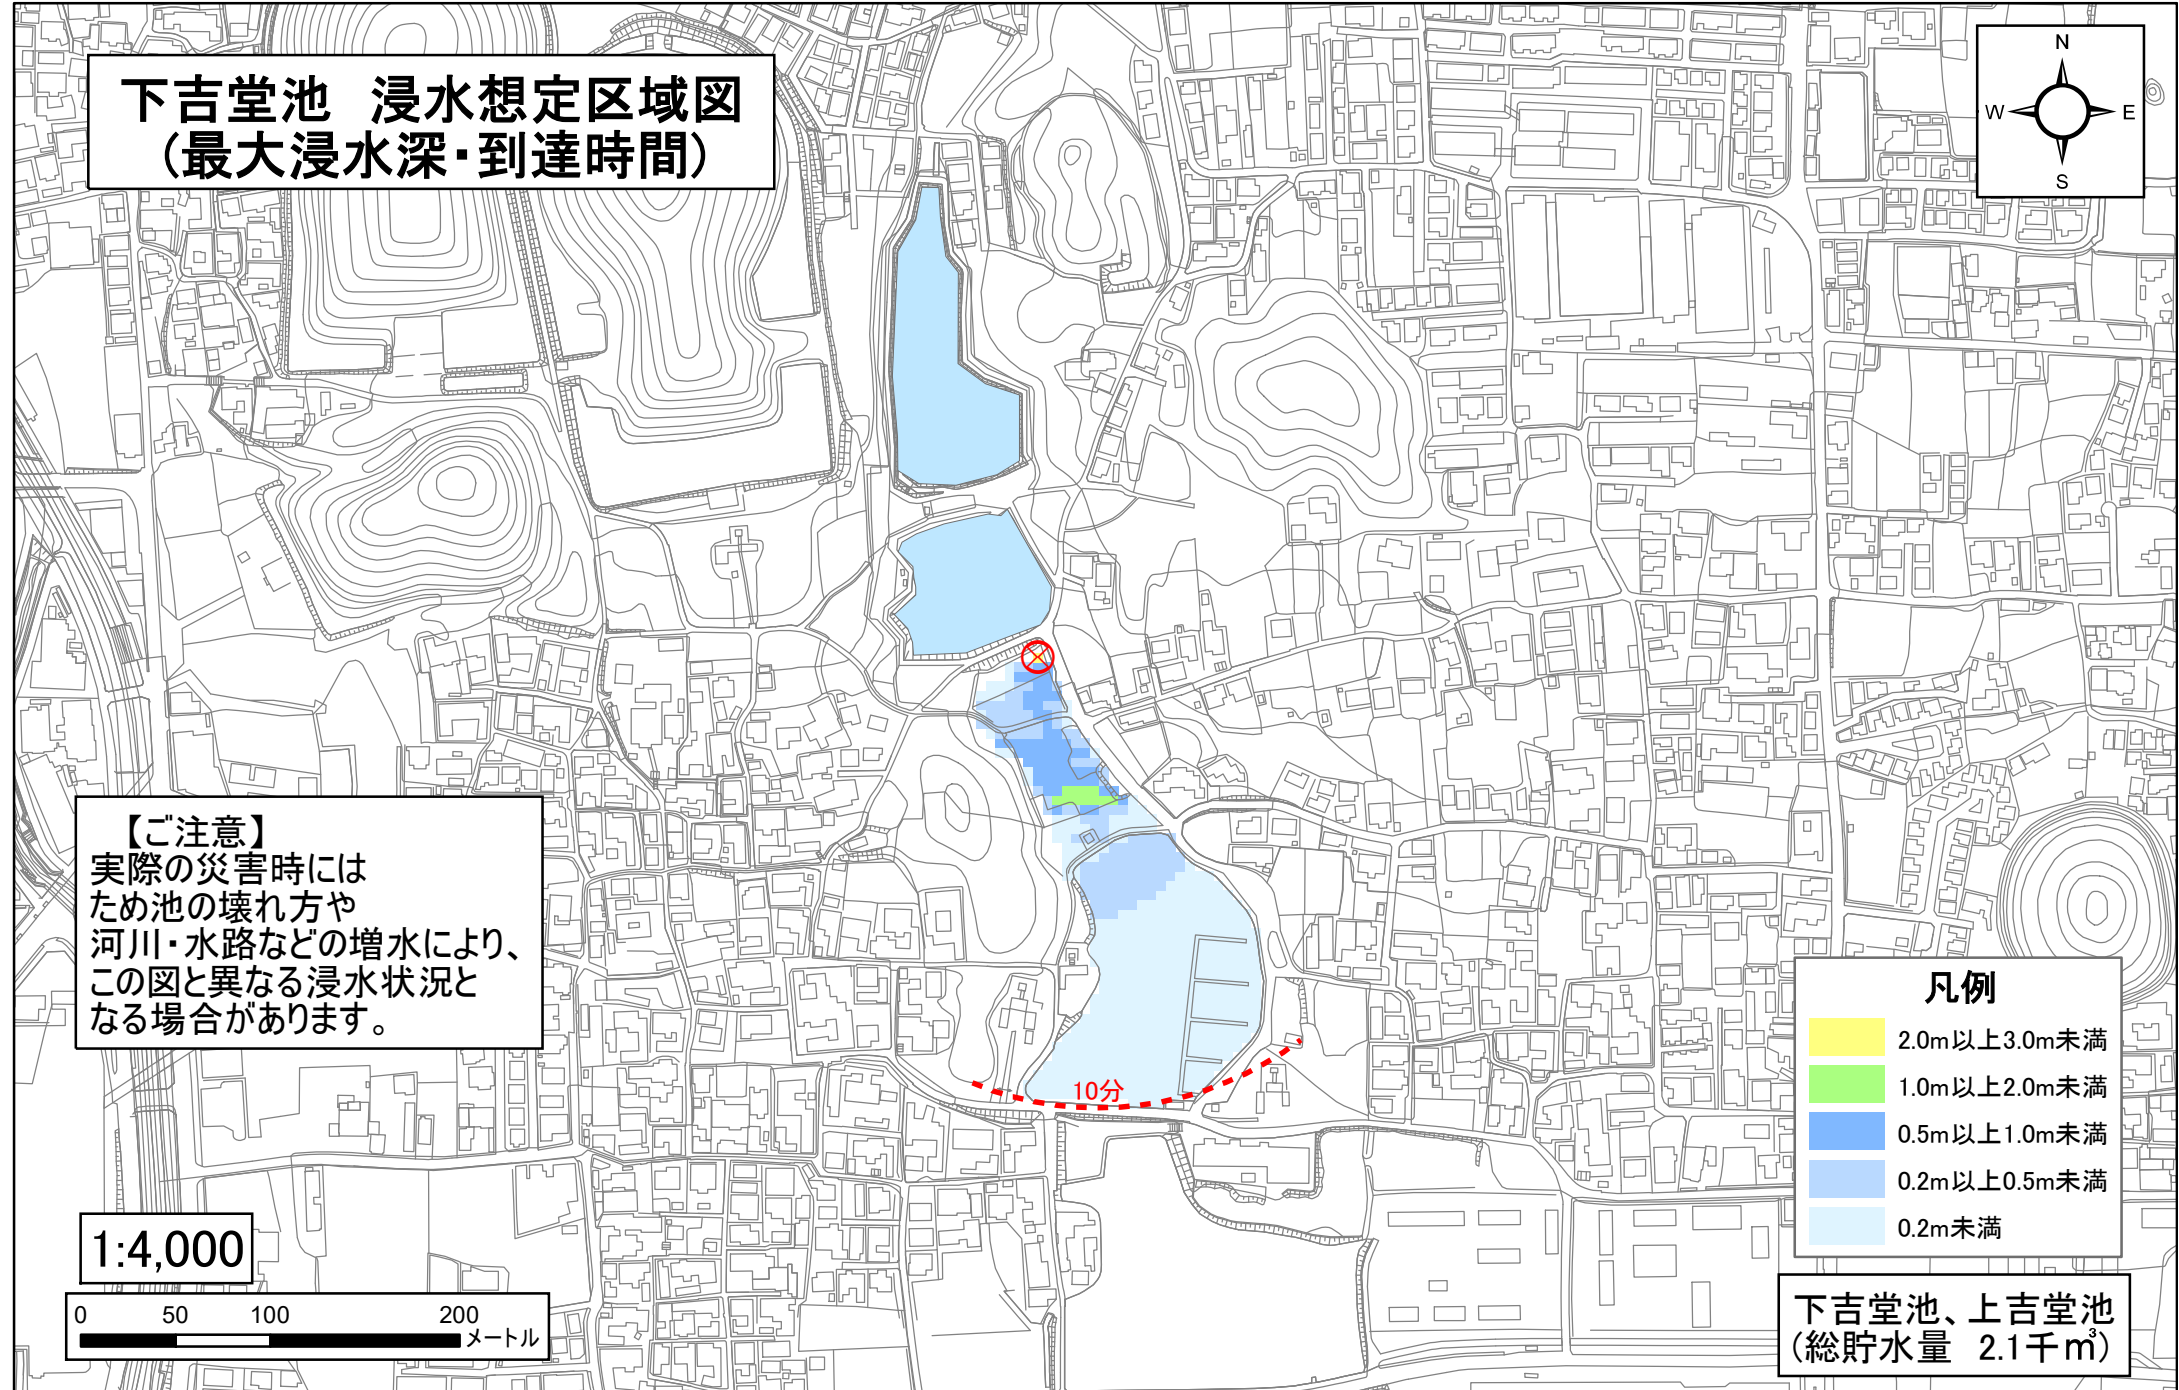 下吉堂池　浸水想定区域図
(最大浸水深・到達時間)
N
W
E
S
10分
【ご注意】
実際の災害時には
ため池の壊れ方や
河川・水路などの増水により、
この図と異なる浸水状況と
なる場合があります。
凡例
2.0m以上3.0m未満
1.0m以上2.0m未満
0.5m以上1.0m未満
0.2m以上0.5m未満
0.2m未満
1:4,000
0 50 100 200
メートル
下吉堂池、上吉堂池
(総貯水量　2.1千㎥)